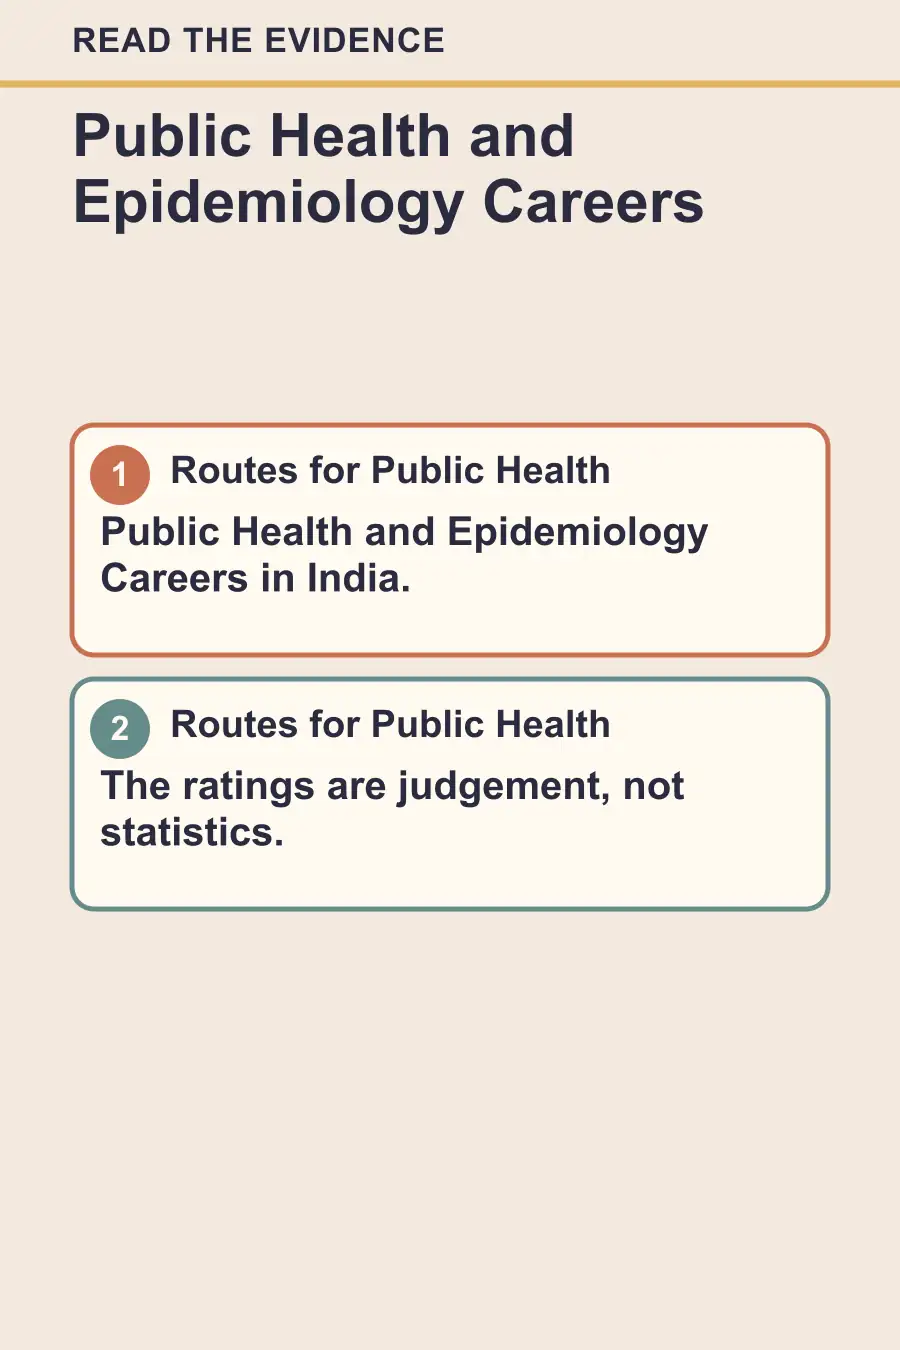 READ THE EVIDENCE
Public Health and
Epidemiology Careers
1 Routes for Public Health
Public Health and Epidemiology
Careers in India.
2 Routes for Public Health
The ratings are judgement, not
statistics.